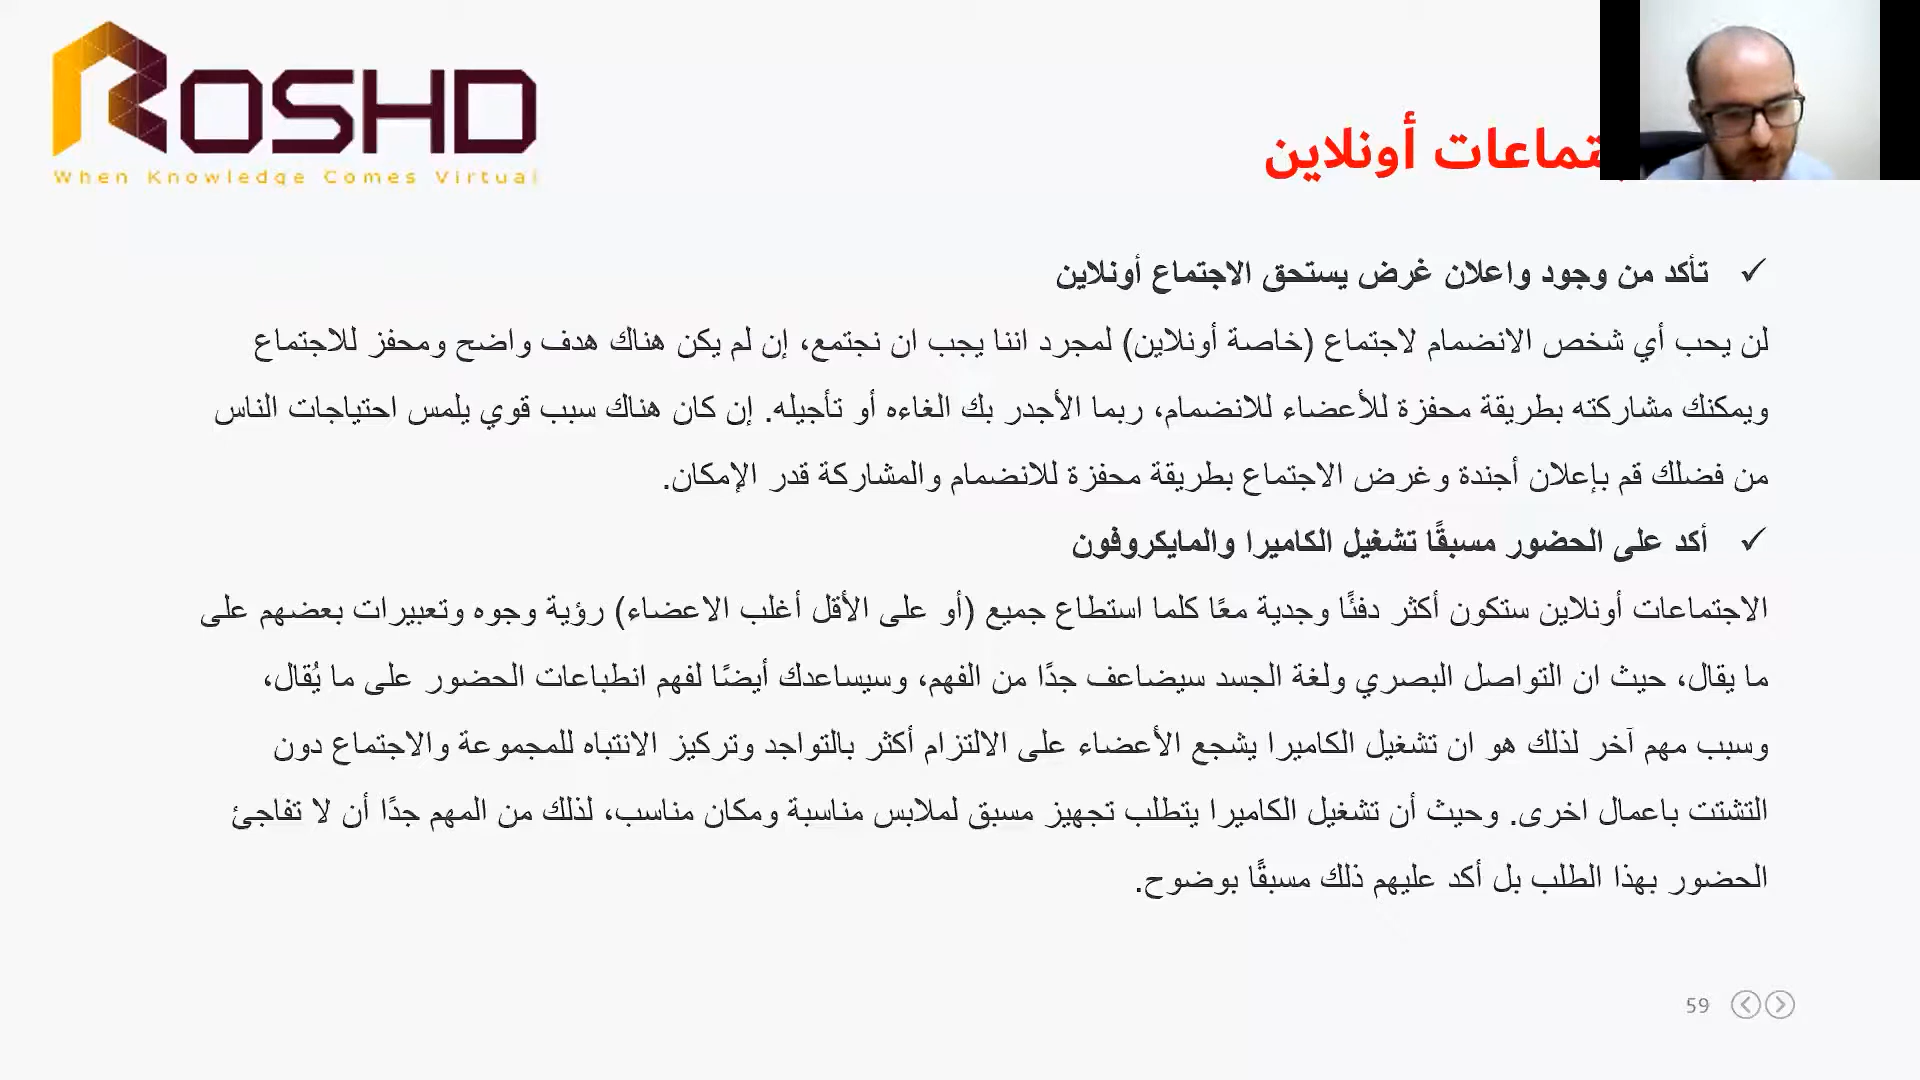 ROSHD
When Knowledge Comes Virtual
أونلاين
✓ تأكد من وجود واعلان غرض يستحق الاجتماع أونلاين
لن يحب أي شخص الانضمام لاجتماع (خاصة أونلاين) لمجرد اننا يجب ان نجتمع، إن لم يكن هناك هدف واضح ومحفز للاجتماع
ويمكنك مشاركته بطريقة محفزة للأعضاء للانضمام، ربما الأجدر بك الغاءه أو تأجيله. إن كان هناك سبب قوي يلمس احتياجات الناس
من فضلك قم بإعلان أجندة وغرض الاجتماع بطريقة محفزة للانضمام والمشاركة قدر الإمكان.
✓ أكد على الحضور مسبقًا تشغيل الكاميرا والمايكروفون
الاجتماعات أونلاين ستكون أكثر دفئًا وجدية معًا كلما استطاع جميع (أو على الأقل أغلب الاعضاء) رؤية وجوه وتعبيرات بعضهم على
ما يقال، حيث ان التواصل البصري ولغة الجسد سيضاعف جدًا من الفهم، وسيساعدك أيضًا لفهم انطباعات الحضور على ما يُقال،
وسبب مهم آخر لذلك هو ان تشغيل الكاميرا يشجع الأعضاء على الالتزام أكثر بالتواجد وتركيز الانتباه للمجموعة والاجتماع دون
التشتت باعمال اخرى. وحيث أن تشغيل الكاميرا يتطلب تجهيز مسبق لملابس مناسبة ومكان مناسب، لذلك من المهم جدًا أن لا تفاجئ
الحضور بهذا الطلب بل أكد عليهم ذلك مسبقًا بوضوح.
59